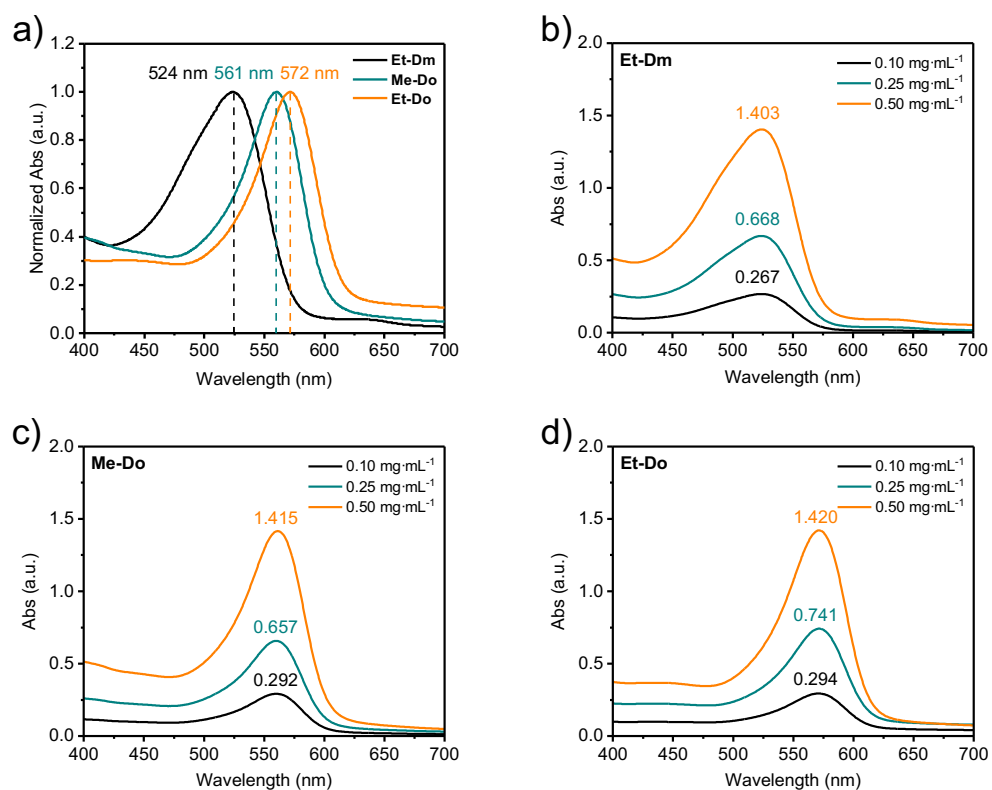 a)
1.2
1.0
0.8
0.6
0.4
0.2
0.0
Normalized Abs (a.u.)
524 nm 561 nm 572 nm
Et-Dm
Me-Do
Et-Do
400 450 500 550 600 650 700
Wavelength (nm)
b)
2.0
1.5
1.0
0.5
0.0
Abs (a.u.)
Et-Dm
0.10 mg·mL⁻¹
0.25 mg·mL⁻¹
0.50 mg·mL⁻¹
1.403
0.668
0.267
400 450 500 550 600 650 700
Wavelength (nm)
c)
2.0
1.5
1.0
0.5
0.0
Abs (a.u.)
Me-Do
0.10 mg·mL⁻¹
0.25 mg·mL⁻¹
0.50 mg·mL⁻¹
1.415
0.657
0.292
400 450 500 550 600 650 700
Wavelength (nm)
d)
2.0
1.5
1.0
0.5
0.0
Abs (a.u.)
Et-Do
0.10 mg·mL⁻¹
0.25 mg·mL⁻¹
0.50 mg·mL⁻¹
1.420
0.741
0.294
400 450 500 550 600 650 700
Wavelength (nm)